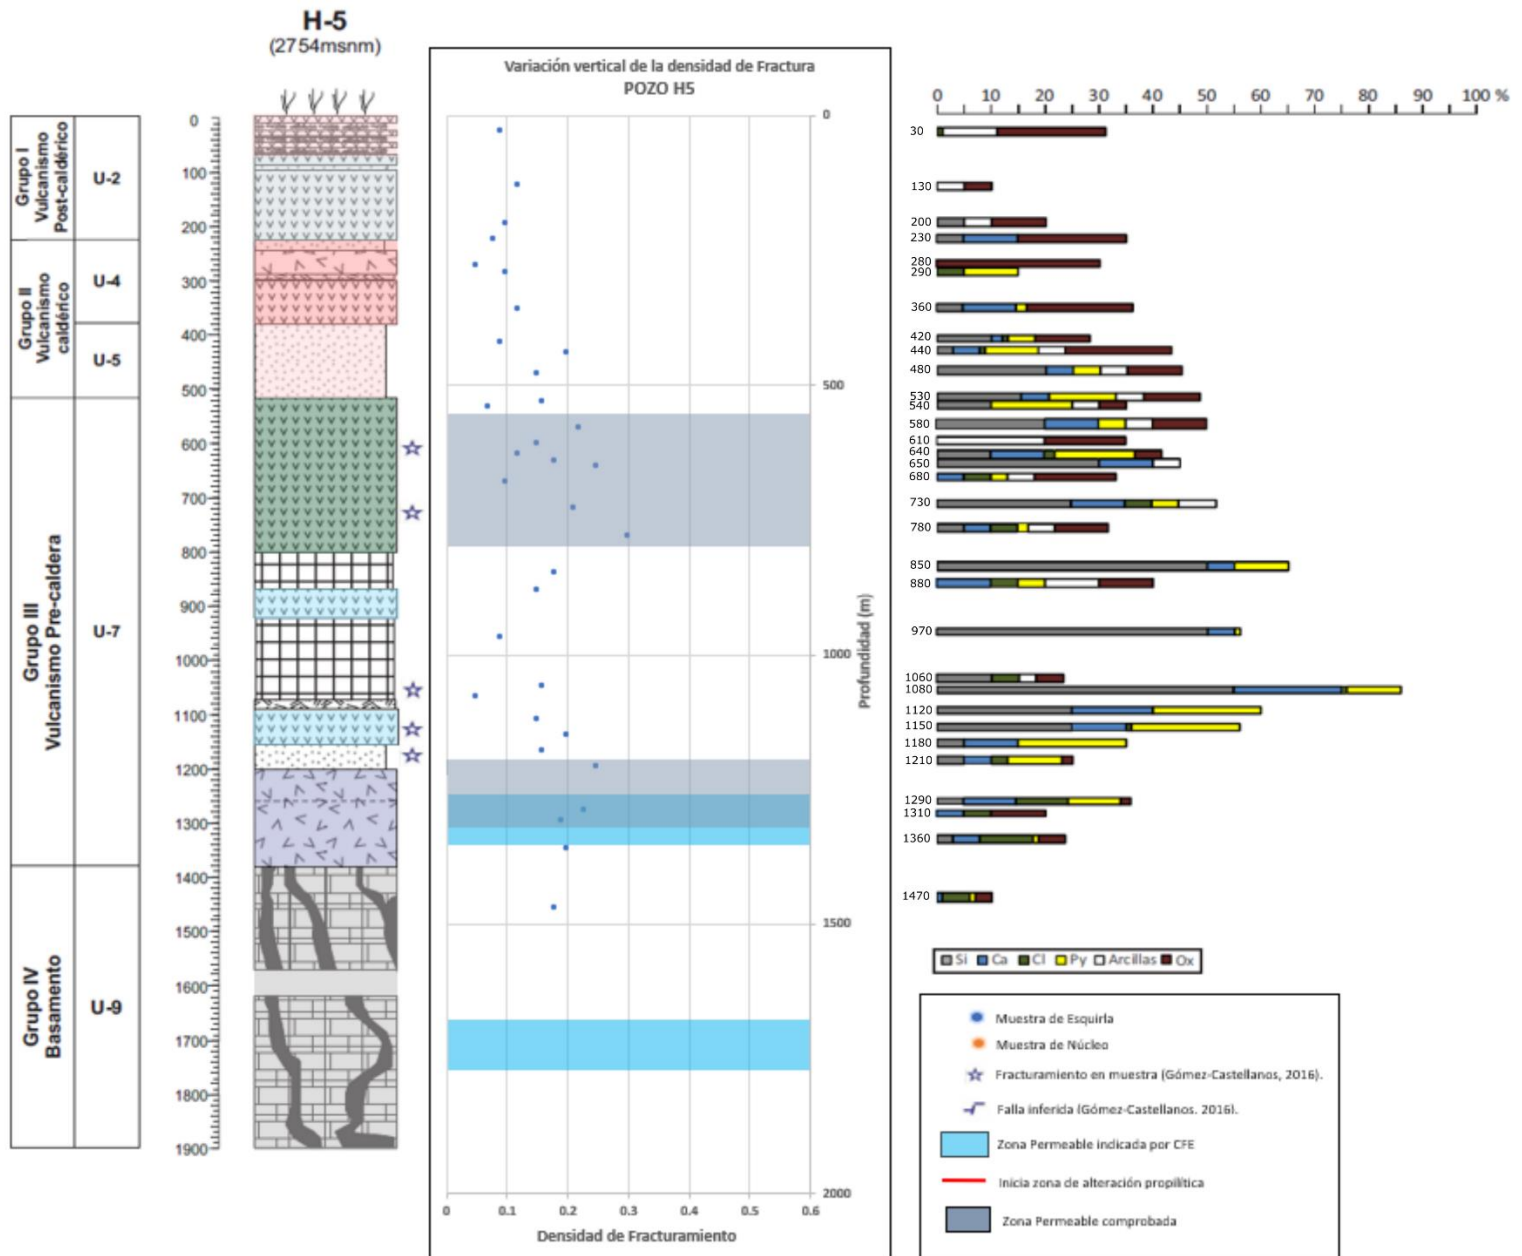 H-5
(2754msnm)
Grupo I
Vulcanismo
Post-caldérico
U-2
Grupo II
Vulcanismo
caldérico
U-4
U-5
Grupo III
Vulcanismo Pre-caldera
U-7
Grupo IV
Basamento
U-9
0
100
200
300
400
500
600
700
800
900
1000
1100
1200
1300
1400
1500
1600
1700
1800
1900
Variación vertical de la densidad de Fractura
POZO H5
0
500
1000
1500
2000
Profundidad (m)
0 0.1 0.2 0.3 0.4 0.5 0.6
Densidad de Fracturamiento
0 10 20 30 40 50 60 70 80 90 100 %
30
130
200
230
280
290
360
420
440
480
530
540
580
610
640
650
680
730
780
850
880
970
1060
1080
1120
1150
1180
1210
1290
1310
1360
1470
Si Ca Cl Py Arcillas Ox
Muestra de Esquirla
Muestra de Núcleo
Fracturamiento en muestra (Gómez-Castellanos, 2016).
Falla inferida (Gómez-Castellanos. 2016).
Zona Permeable indicada por CFE
Inicia zona de alteración propilítica
Zona Permeable comprobada